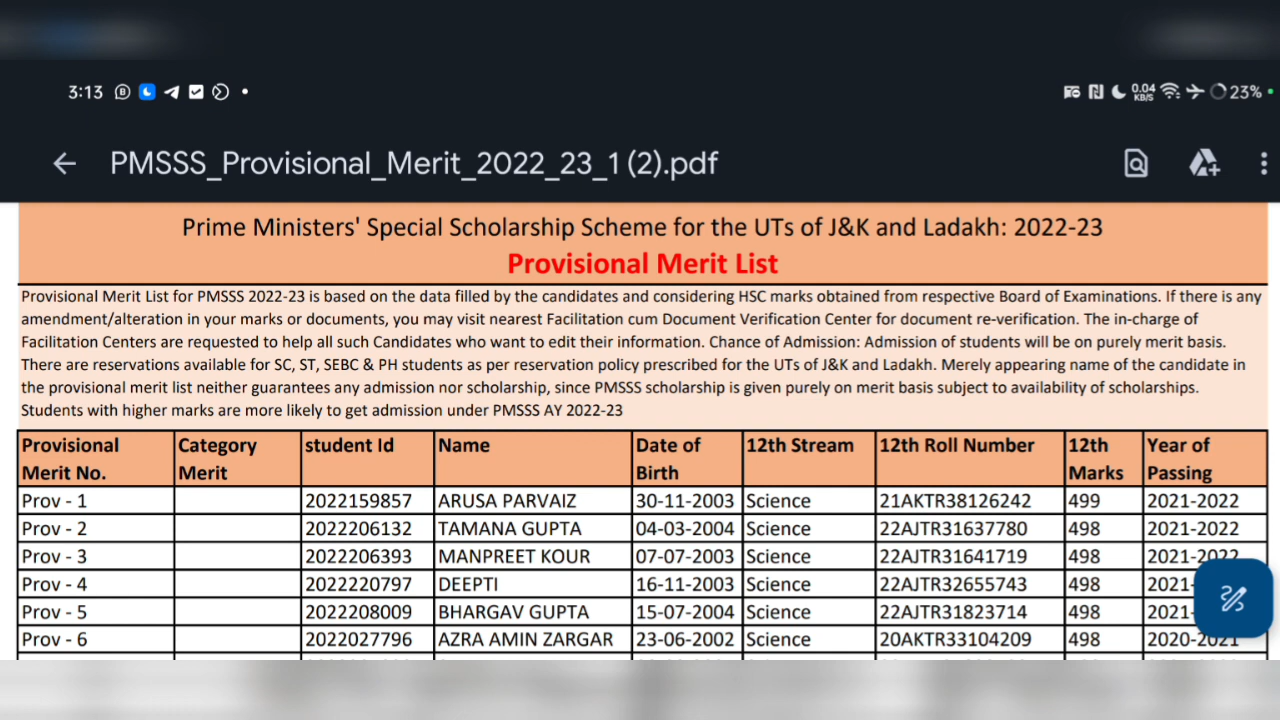 3:13
0.04 KB/S 23%
PMSSS_Provisional_Merit_2022_23_1 (2).pdf
Prime Ministers' Special Scholarship Scheme for the UTs of J&K and Ladakh: 2022-23
Provisional Merit List
Provisional Merit List for PMSSS 2022-23 is based on the data filled by the candidates and considering HSC marks obtained from respective Board of Examinations. If there is any
amendment/alteration in your marks or documents, you may visit nearest Facilitation cum Document Verification Center for document re-verification. The in-charge of
Facilitation Centers are requested to help all such Candidates who want to edit their information. Chance of Admission: Admission of students will be on purely merit basis.
There are reservations available for SC, ST, SEBC & PH students as per reservation policy prescribed for the UTs of J&K and Ladakh. Merely appearing name of the candidate in
the provisional merit list neither guarantees any admission nor scholarship, since PMSSS scholarship is given purely on merit basis subject to availability of scholarships.
Students with higher marks are more likely to get admission under PMSSS AY 2022-23
Provisional Merit No. Category Merit student Id Name Date of Birth 12th Stream 12th Roll Number 12th Marks Year of Passing
Prov - 1 2022159857 ARUSA PARVAIZ 30-11-2003 Science 21AKTR38126242 499 2021-2022
Prov - 2 2022206132 TAMANA GUPTA 04-03-2004 Science 22AJTR31637780 498 2021-2022
Prov - 3 2022206393 MANPREET KOUR 07-07-2003 Science 22AJTR31641719 498 2021-2022
Prov - 4 2022220797 DEEPTI 16-11-2003 Science 22AJTR32655743 498 2021-
Prov - 5 2022208009 BHARGAV GUPTA 15-07-2004 Science 22AJTR31823714 498 2021-
Prov - 6 2022027796 AZRA AMIN ZARGAR 23-06-2002 Science 20AKTR33104209 498 2020-2021